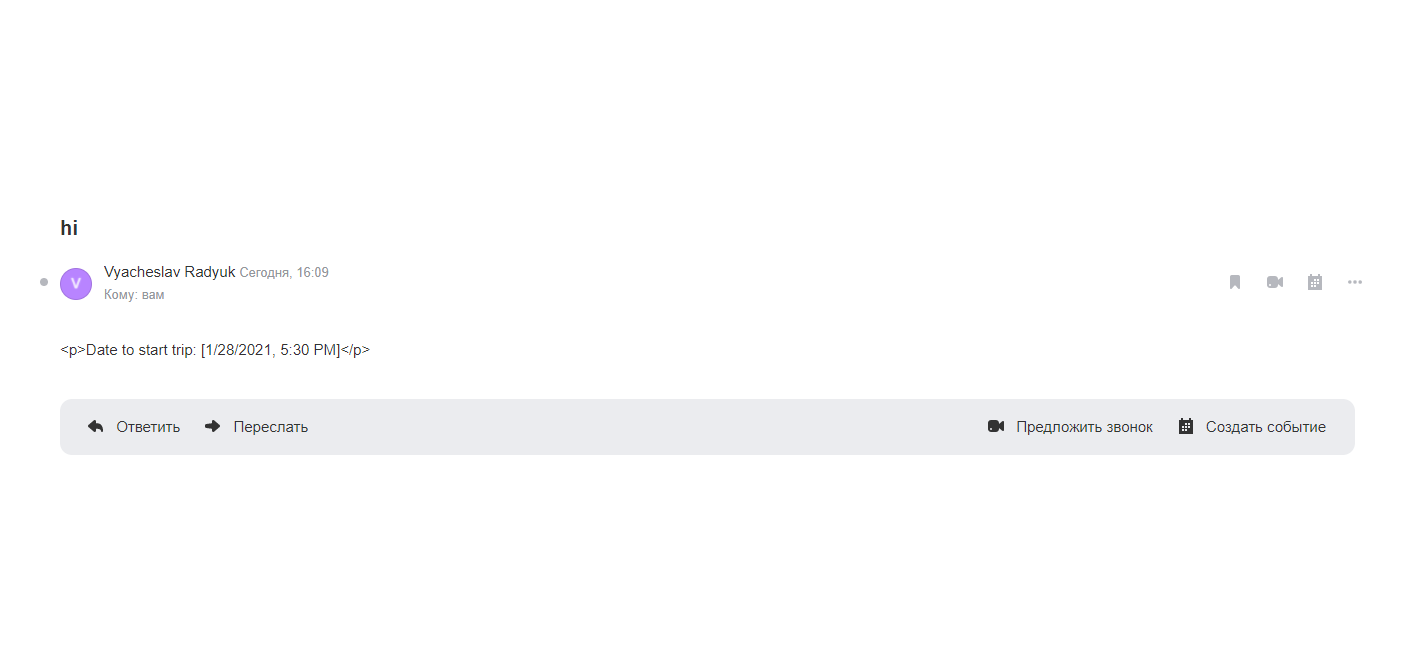 hi
V
Vyacheslav Radyuk Сегодня, 16:09
Кому: вам
<p>Date to start trip: [1/28/2021, 5:30 PM]</p>
Ответить Переслать Предложить звонок Создать событие